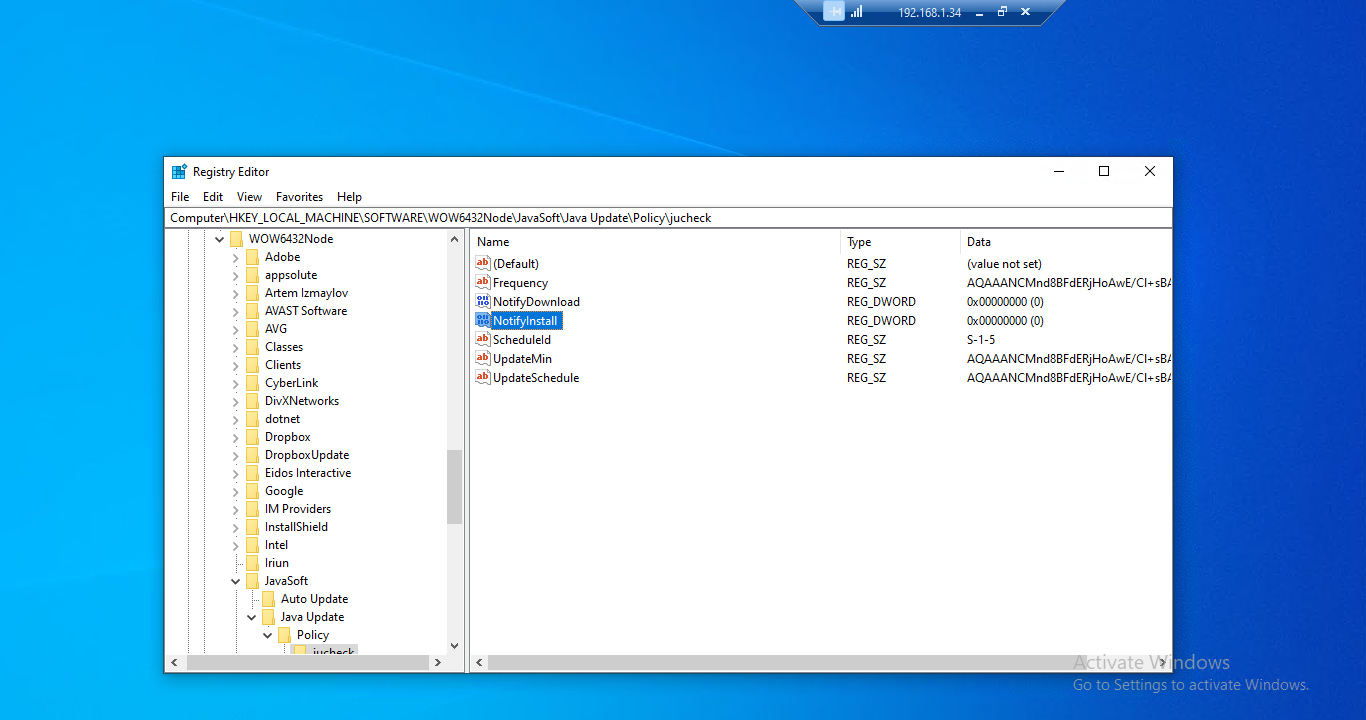 192.168.1.34
Registry Editor
File Edit View Favorites Help
Computer\HKEY_LOCAL_MACHINE\SOFTWARE\WOW6432Node\JavaSoft\Java Update\Policy\jucheck
WOW6432Node
Adobe
appsolute
Artem Izmaylov
AVAST Software
AVG
Classes
Clients
CyberLink
DivXNetworks
dotnet
Dropbox
DropboxUpdate
Eidos Interactive
Google
IM Providers
InstallShield
Intel
Iriun
JavaSoft
Auto Update
Java Update
Policy
jucheck
Name Type Data
(Default) REG_SZ (value not set)
Frequency REG_SZ AQAAANCMnd8BFdERjHoAwE/Cl+sBA
NotifyDownload REG_DWORD 0x00000000 (0)
NotifyInstall REG_DWORD 0x00000000 (0)
ScheduleId REG_SZ S-1-5
UpdateMin REG_SZ AQAAANCMnd8BFdERjHoAwE/Cl+sBA
UpdateSchedule REG_SZ AQAAANCMnd8BFdERjHoAwE/Cl+sBA
Activate Windows
Go to Settings to activate Windows.